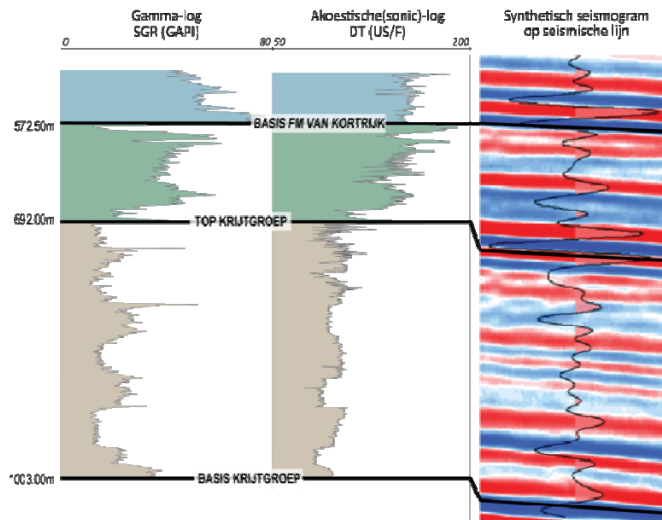 Gamma-log
SGR (GAPI)
Akoestische(sonic)-log
DT (US/F)
Synthetisch seismogram
op seismische lijn
0
80
50
200
572.50m
BASIS FM VAN KORTRIJK
692.00m
TOP KRIJTGROEP
BASIS KRIJTGROEP